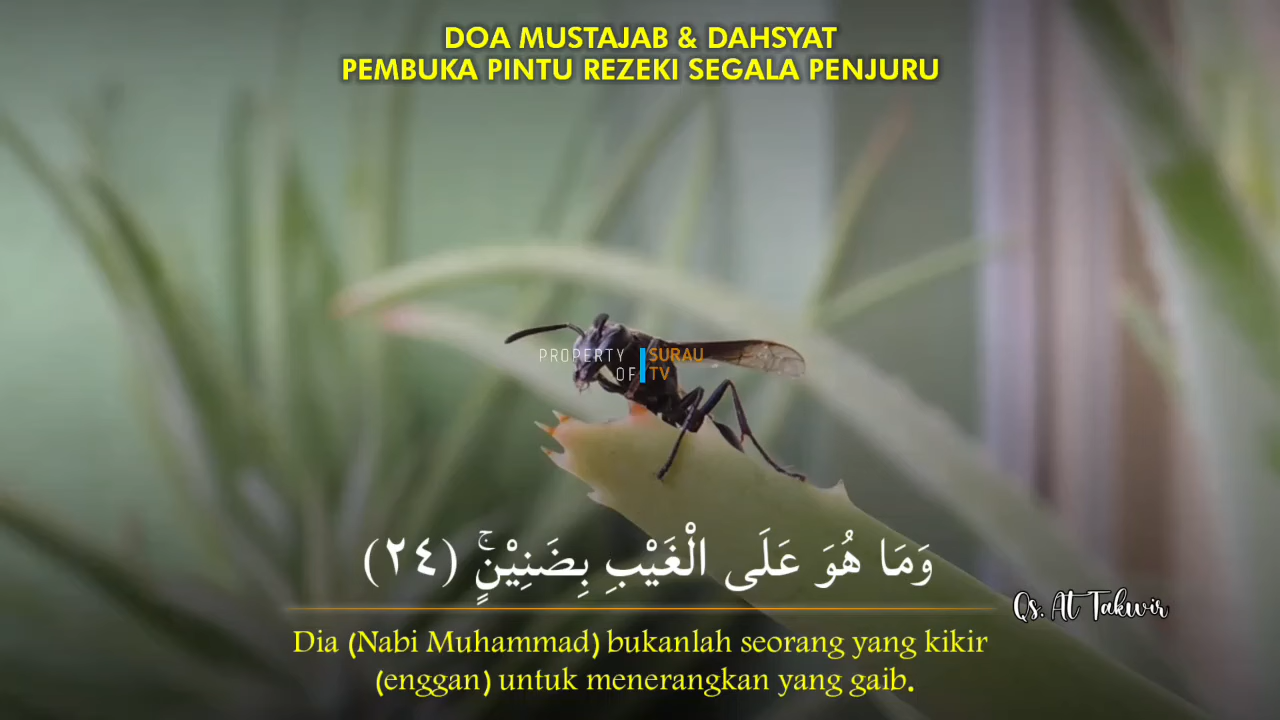 DOA MUSTAJAB & DAHSYAT
PEMBUKA PINTU REZEKI SEGALA PENJURU
PROPERTY OF
SURAU TV
وَمَا هُوَ عَلَى الْغَيْبِ بِضَنِيْنٍۚ (٢٤)
Qs. At Takwir
Dia (Nabi Muhammad) bukanlah seorang yang kikir
(enggan) untuk menerangkan yang gaib.